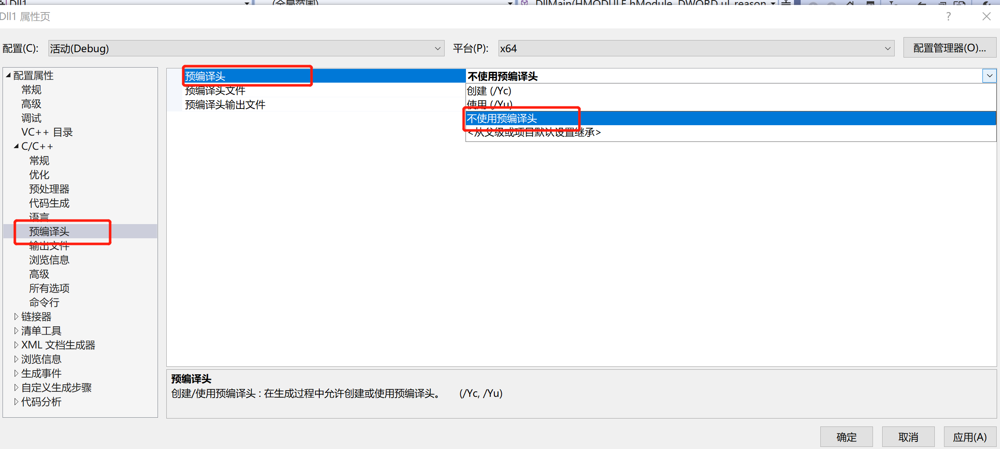 Dll1
(全局范围)
DllMain(HMODULE hModule, DWORD ul_reason
Dll1 属性页
?
配置(C):
活动(Debug)
平台(P):
x64
配置管理器(O)...
配置属性
常规
高级
调试
VC++ 目录
C/C++
常规
优化
预处理器
代码生成
语言
预编译头
输出文件
浏览信息
高级
所有选项
命令行
链接器
清单工具
XML 文档生成器
浏览信息
生成事件
自定义生成步骤
代码分析
预编译头
不使用预编译头
预编译头文件
创建 (/Yc)
预编译头输出文件
使用 (/Yu)
不使用预编译头
<从父级或项目默认设置继承>
预编译头
创建/使用预编译头 : 在生成过程中允许创建或使用预编译头。 (/Yc, /Yu)
确定
取消
应用(A)